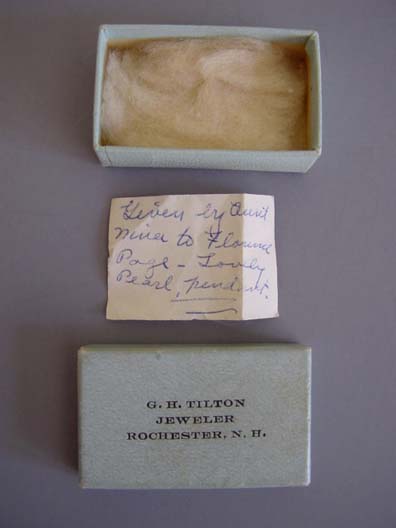 Given by Aunt
Nina to Florence
Page - Lovely
Pearl, pendant.
G. H. TILTON
JEWELER
ROCHESTER, N. H.